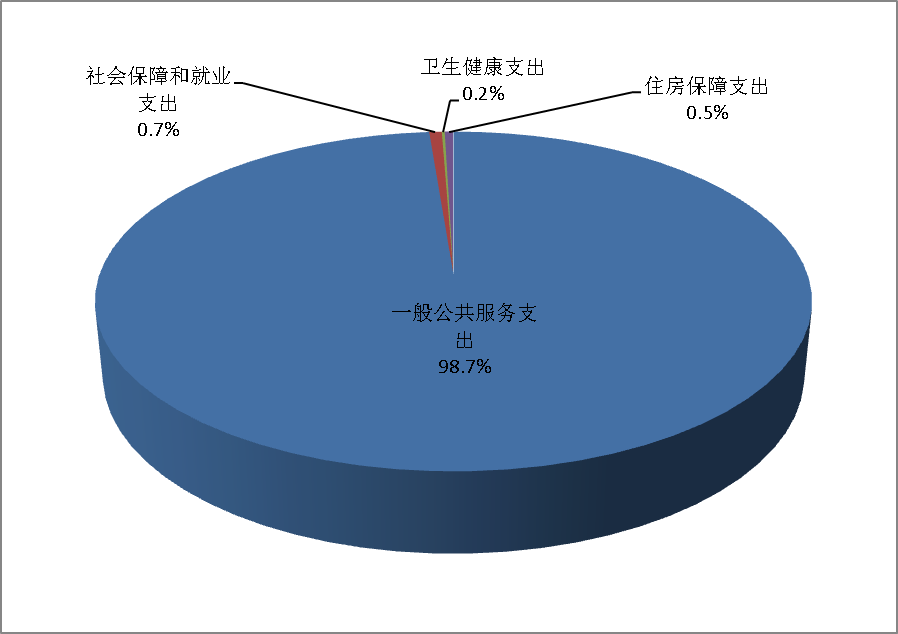 社会保障和就业
支出
0.7%
卫生健康支出
0.2%
住房保障支出
0.5%
一般公共服务支
出
98.7%